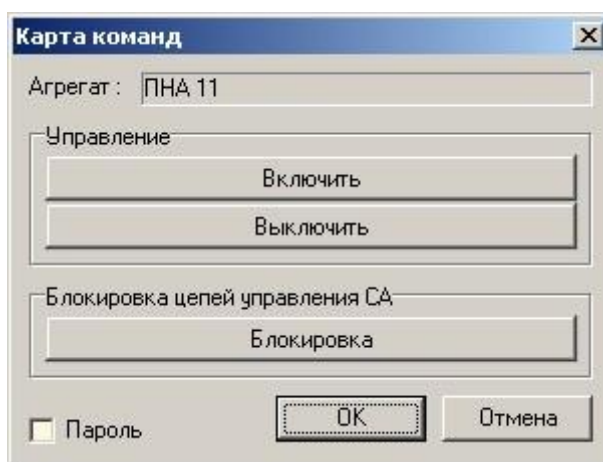 Карта команд
Агрегат : ПНА 11
Управление
Включить
Выключить
Блокировка цепей управления СА
Блокировка
Пароль
OK
Отмена